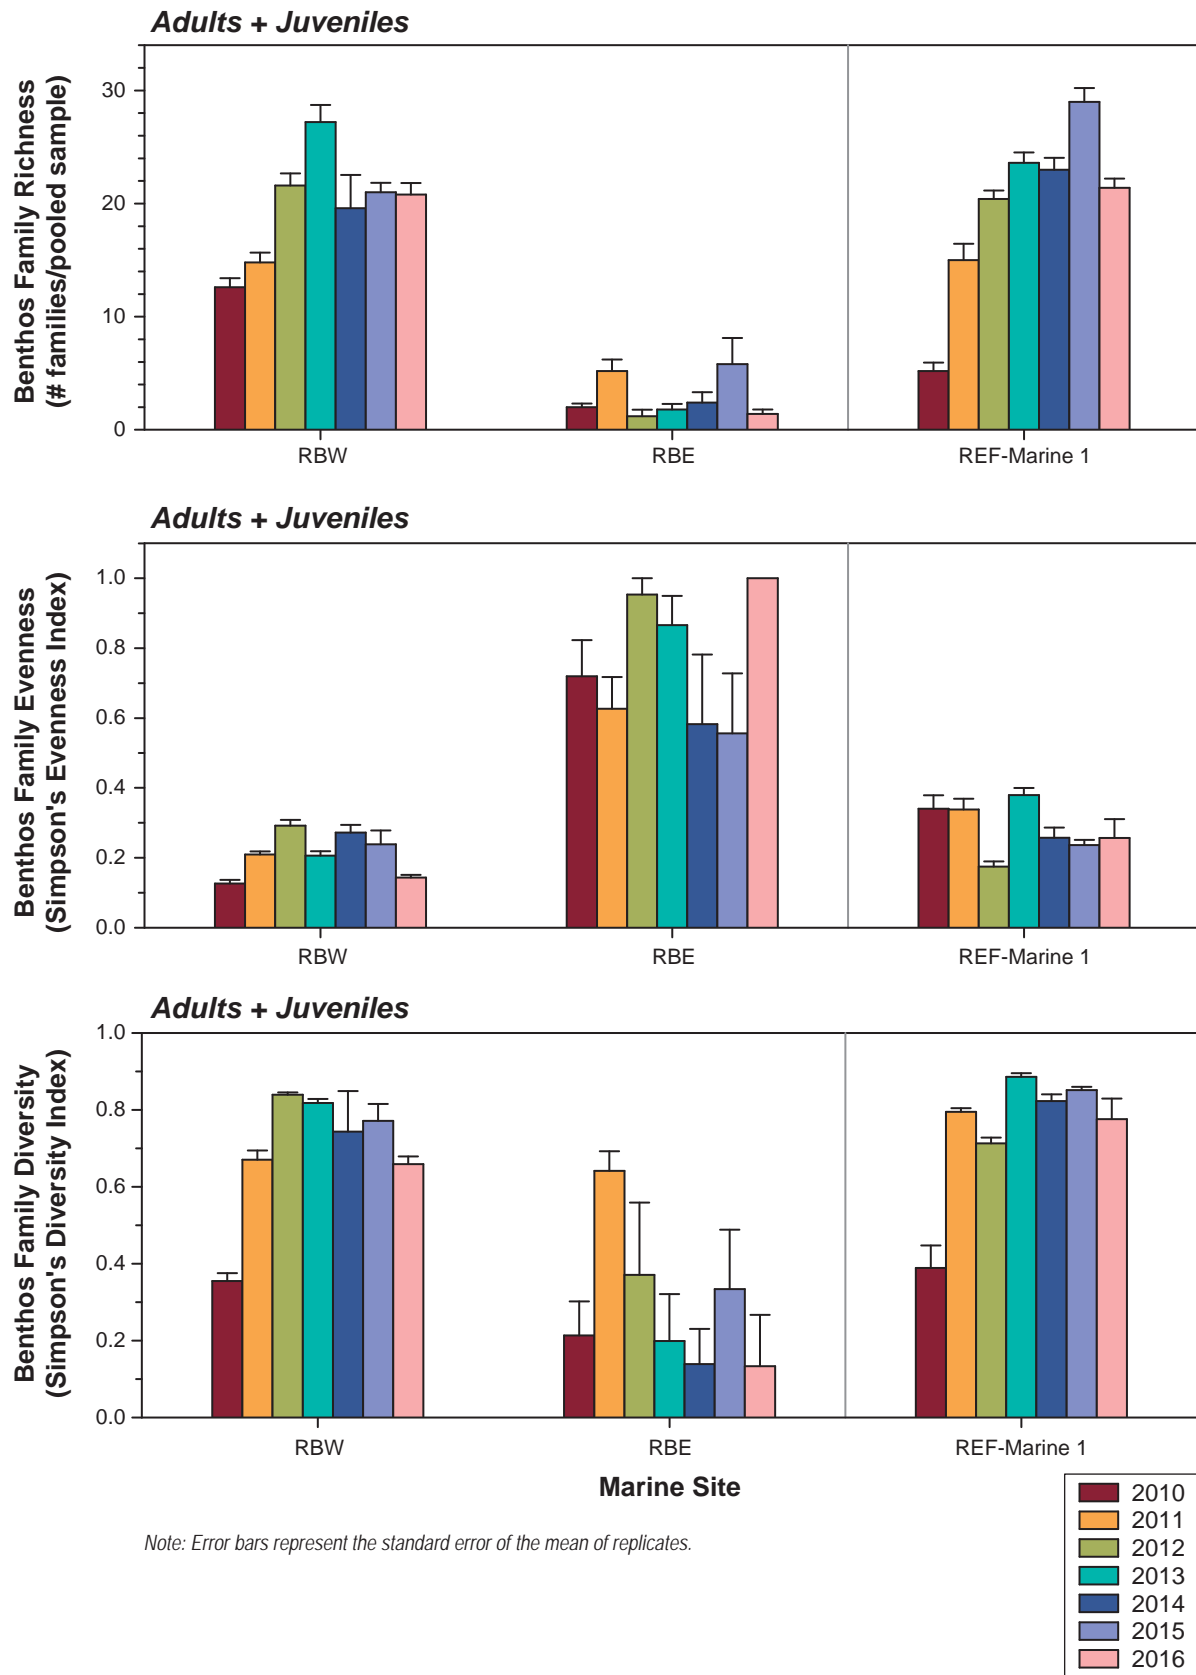 Adults + Juveniles
Benthos Family Richness
(# families/pooled sample)
30
20
10
0
RBW RBE REF-Marine 1
Adults + Juveniles
Benthos Family Evenness
(Simpson's Evenness Index)
1.0
0.8
0.6
0.4
0.2
0.0
RBW RBE REF-Marine 1
Adults + Juveniles
Benthos Family Diversity
(Simpson's Diversity Index)
1.0
0.8
0.6
0.4
0.2
0.0
RBW RBE REF-Marine 1
Marine Site
2010
2011
2012
2013
2014
2015
2016
Note: Error bars represent the standard error of the mean of replicates.